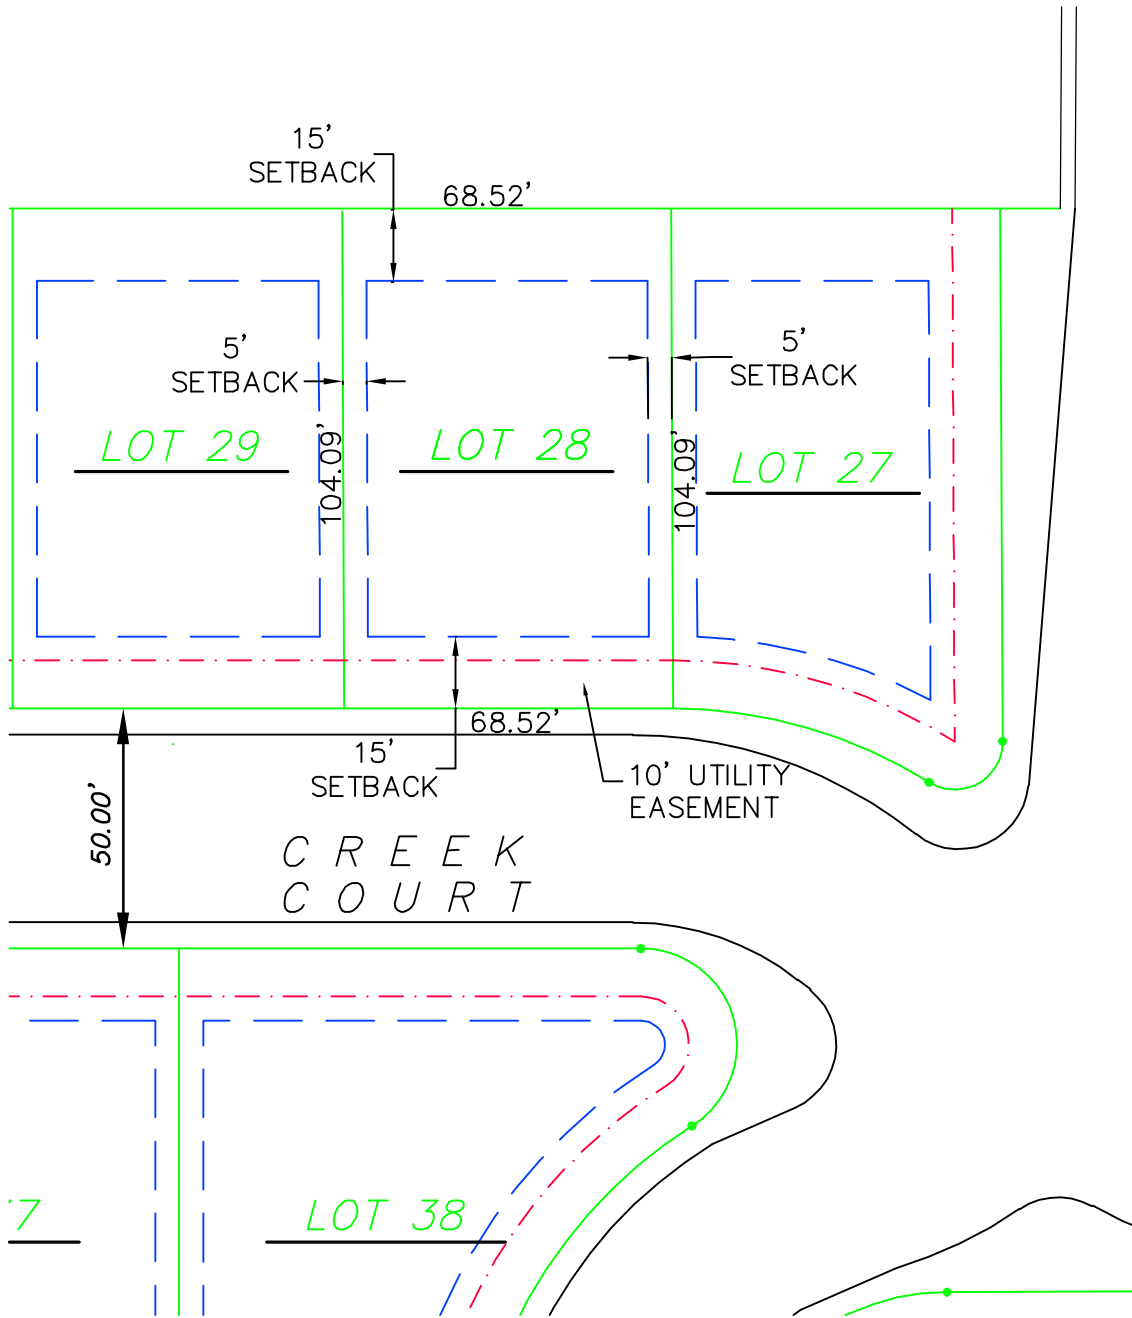 15'
SETBACK
68.52'
5'
SETBACK
5'
SETBACK
LOT 29
104.09'
LOT 28
104.09'
LOT 27
68.52'
15'
SETBACK
10' UTILITY
EASEMENT
50.00'
CREEK
COURT
7
LOT 38